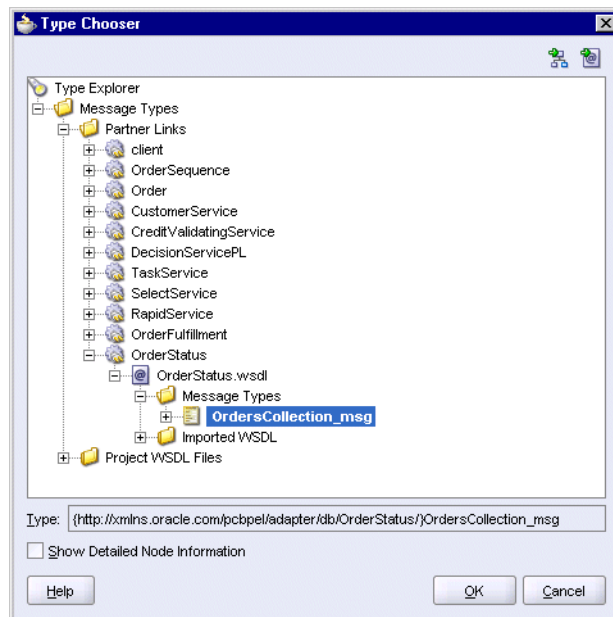 Type Chooser
Type Explorer
Message Types
Partner Links
client
OrderSequence
Order
CustomerService
CreditValidatingService
DecisionServicePL
TaskService
SelectService
RapidService
OrderFulfillment
OrderStatus
OrderStatus.wsdl
Message Types
OrdersCollection_msg
Imported WSDL
Project WSDL Files
Type: {http://xmlns.oracle.com/pcbpel/adapter/db/OrderStatus/}OrdersCollection_msg
Show Detailed Node Information
Help OK Cancel